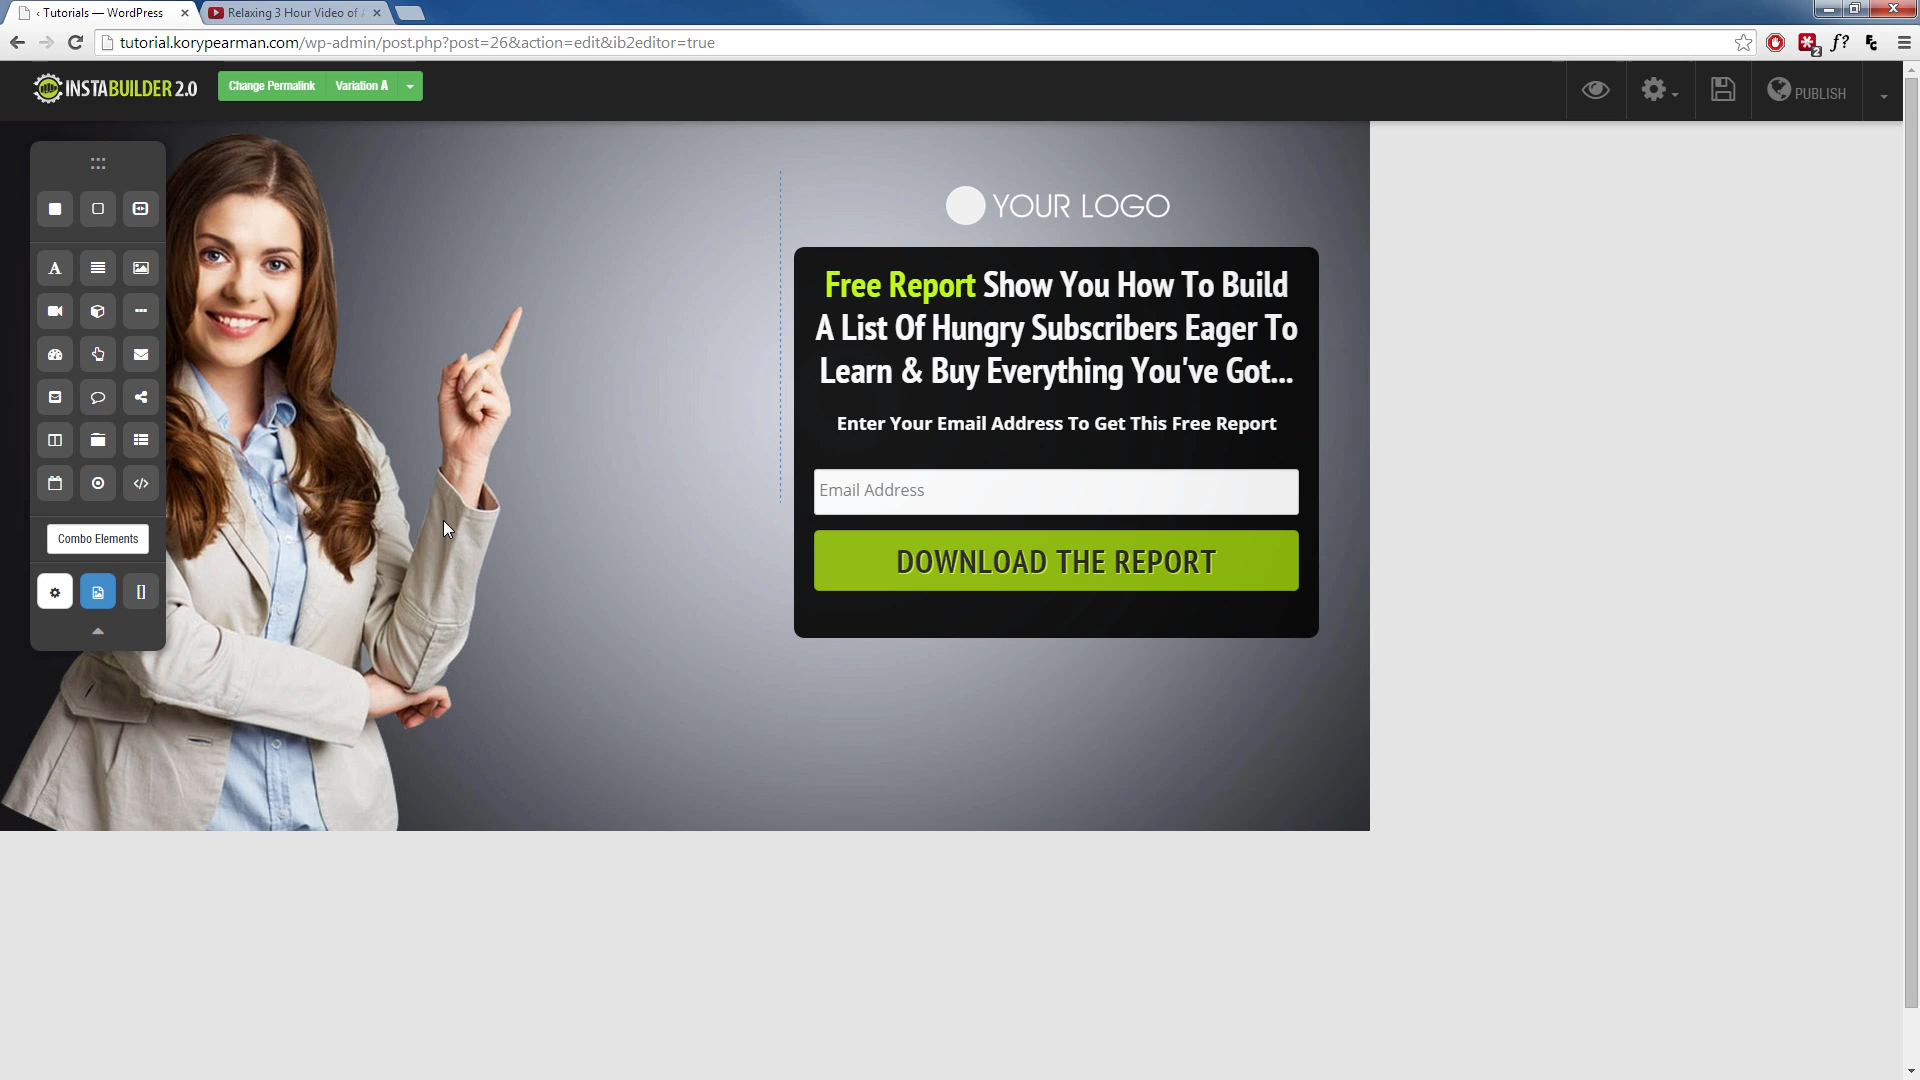 ‹ Tutorials — WordPress
Relaxing 3 Hour Video of
tutorial.korypearman.com/wp-admin/post.php?post=26&action=edit&ib2editor=true
INSTABUILDER 2.0
Change Permalink
Variation A
PUBLISH
YOUR LOGO
Free Report Show You How To Build
A List Of Hungry Subscribers Eager To
Learn & Buy Everything You've Got...
Enter Your Email Address To Get This Free Report
Email Address
DOWNLOAD THE REPORT
Combo Elements